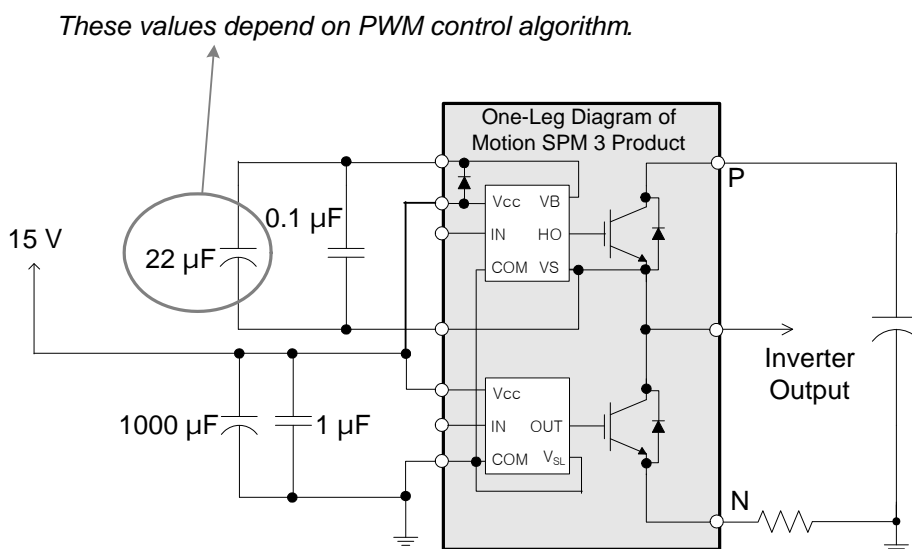 These values depend on PWM control algorithm.
One-Leg Diagram of
Motion SPM 3 Product
P
Vcc VB
0.1 µF
15 V
IN HO
22 µF
COM VS
Inverter
Output
Vcc
1000 µF
1 µF
IN OUT
COM VSL
N